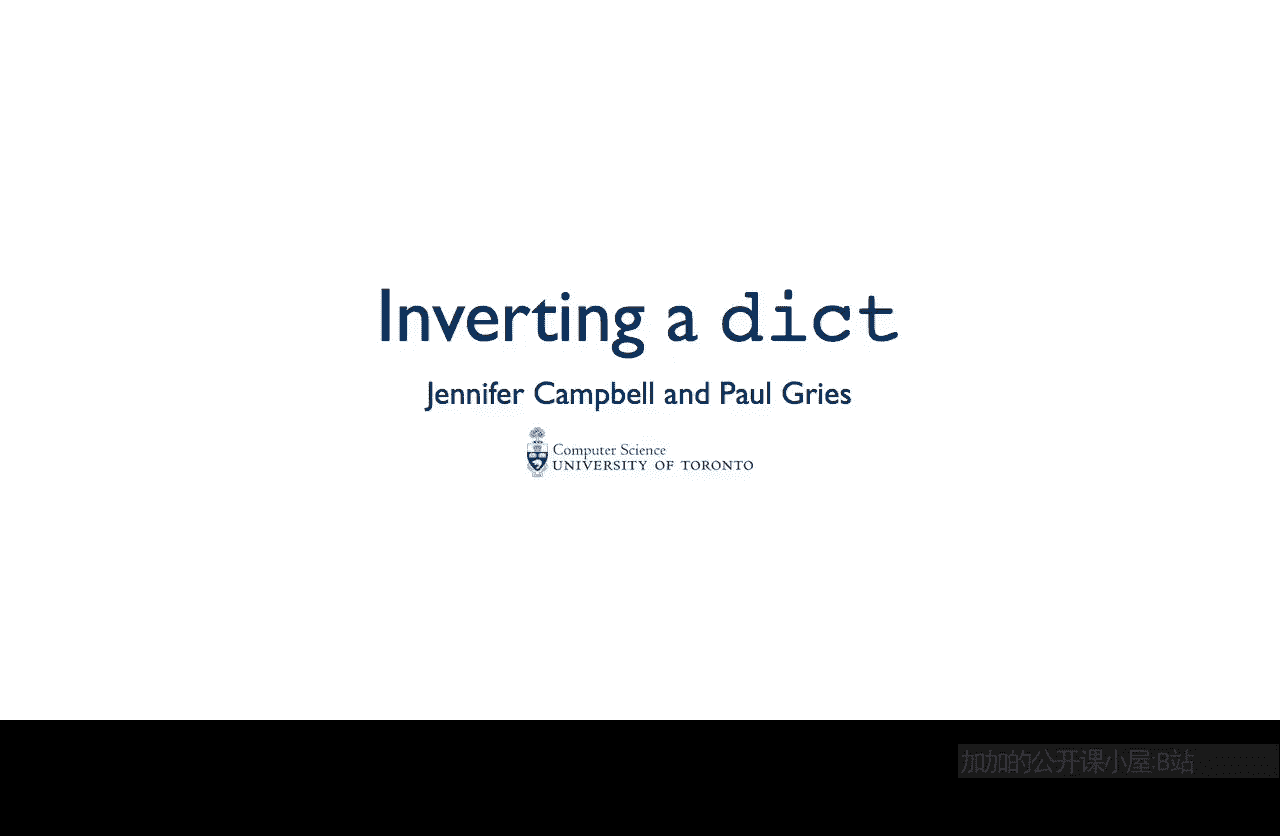 Inverting a dict
Jennifer Campbell and Paul Gries
Computer Science
UNIVERSITY OF TORONTO
加加的公开课小屋:B站